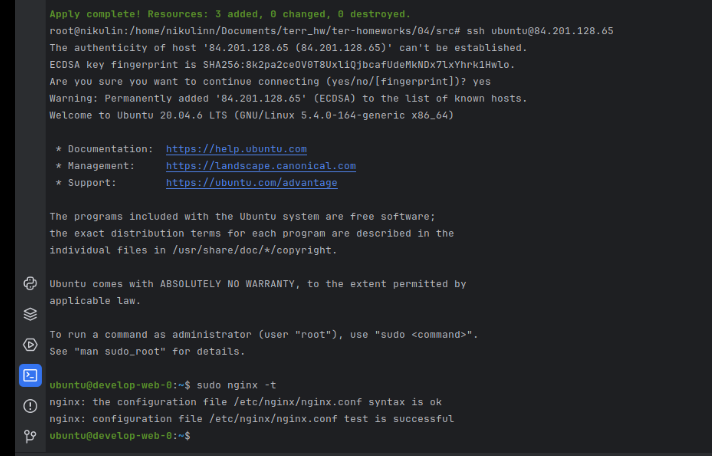 Apply complete! Resources: 3 added, 0 changed, 0 destroyed.
root@nikulin:/home/nikulinn/Documents/terr_hw/ter-homeworks/04/src# ssh ubuntu@84.201.128.65
The authenticity of host '84.201.128.65 (84.201.128.65)' can't be established.
ECDSA key fingerprint is SHA256:8k2pa2ceOV0T8UxliQjbcafUdeMkNDx7lxYhrk1Hwlo.
Are you sure you want to continue connecting (yes/no/[fingerprint])? yes
Warning: Permanently added '84.201.128.65' (ECDSA) to the list of known hosts.
Welcome to Ubuntu 20.04.6 LTS (GNU/Linux 5.4.0-164-generic x86_64)
* Documentation:  https://help.ubuntu.com
* Management:     https://landscape.canonical.com
* Support:        https://ubuntu.com/advantage
The programs included with the Ubuntu system are free software;
the exact distribution terms for each program are described in the
individual files in /usr/share/doc/*/copyright.
Ubuntu comes with ABSOLUTELY NO WARRANTY, to the extent permitted by
applicable law.
To run a command as administrator (user "root"), use "sudo <command>".
See "man sudo_root" for details.
ubuntu@develop-web-0:~$ sudo nginx -t
nginx: the configuration file /etc/nginx/nginx.conf syntax is ok
nginx: configuration file /etc/nginx/nginx.conf test is successful
ubuntu@develop-web-0:~$